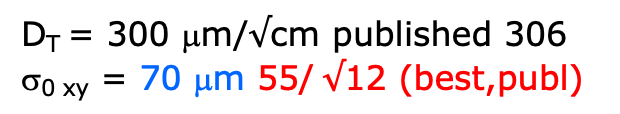 D_T = 300 μm/√cm published 306
σ_0 xy = 70 μm 55/ √12 (best,publ)